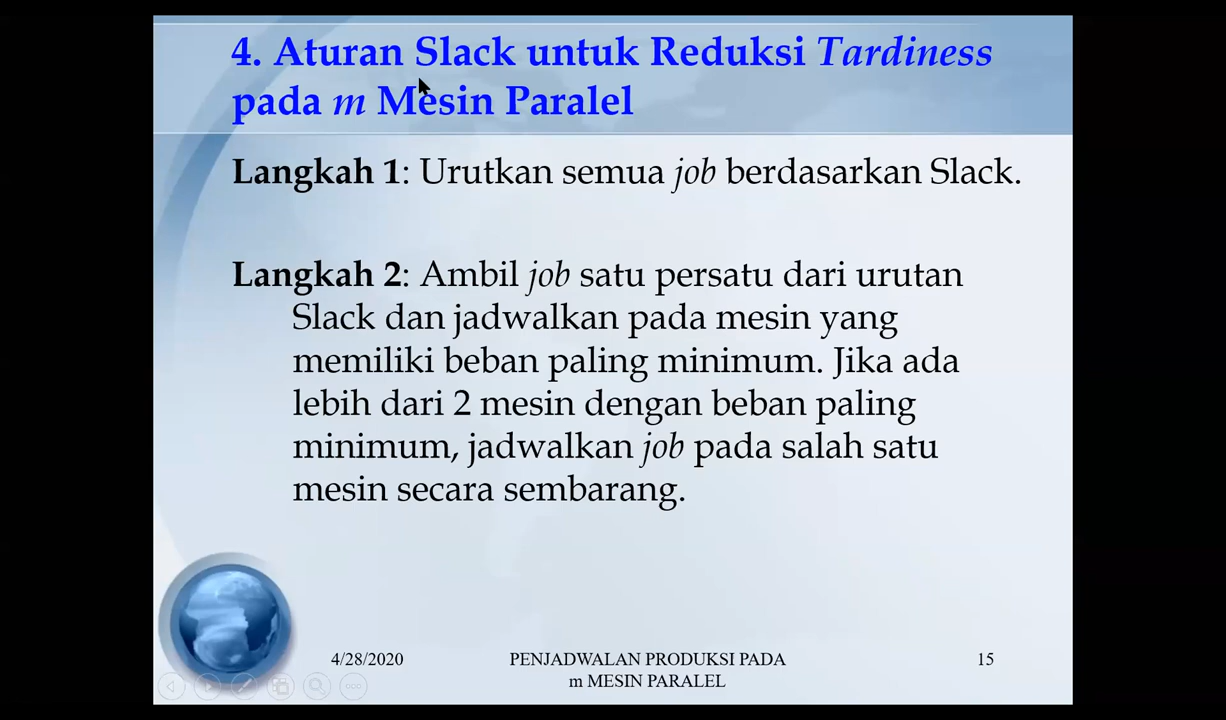 4. Aturan Slack untuk Reduksi Tardiness
pada m Mesin Paralel
Langkah 1: Urutkan semua job berdasarkan Slack.
Langkah 2: Ambil job satu persatu dari urutan
Slack dan jadwalkan pada mesin yang
memiliki beban paling minimum. Jika ada
lebih dari 2 mesin dengan beban paling
minimum, jadwalkan job pada salah satu
mesin secara sembarang.
4/28/2020
PENJADWALAN PRODUKSI PADA
m MESIN PARALEL
15